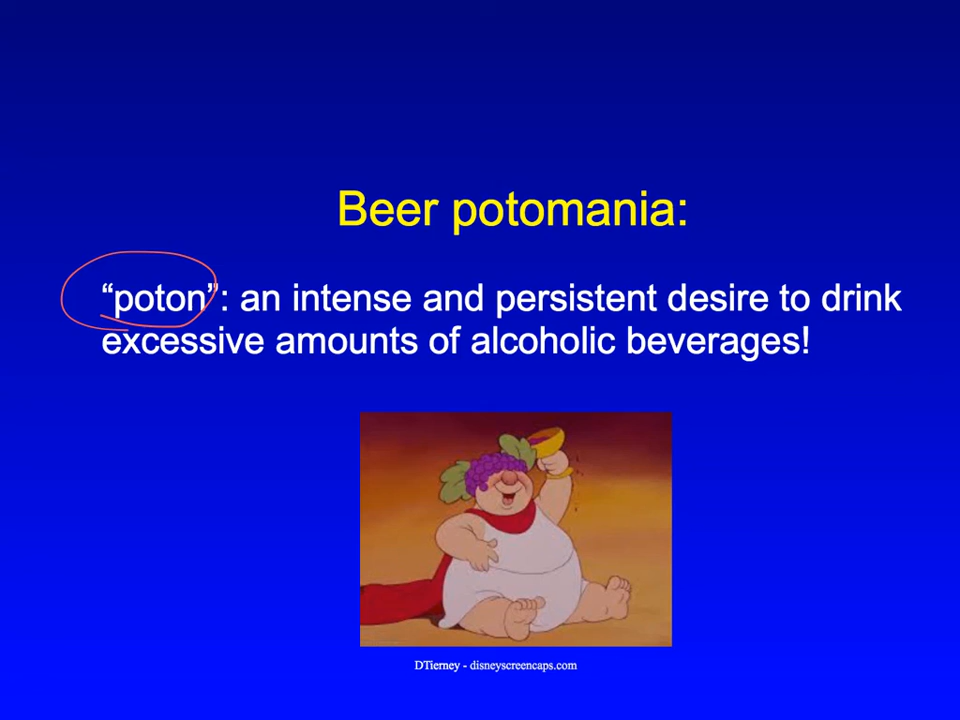 Beer potomania:
“poton”: an intense and persistent desire to drink
excessive amounts of alcoholic beverages!
DTierney - disneyscreencaps.com